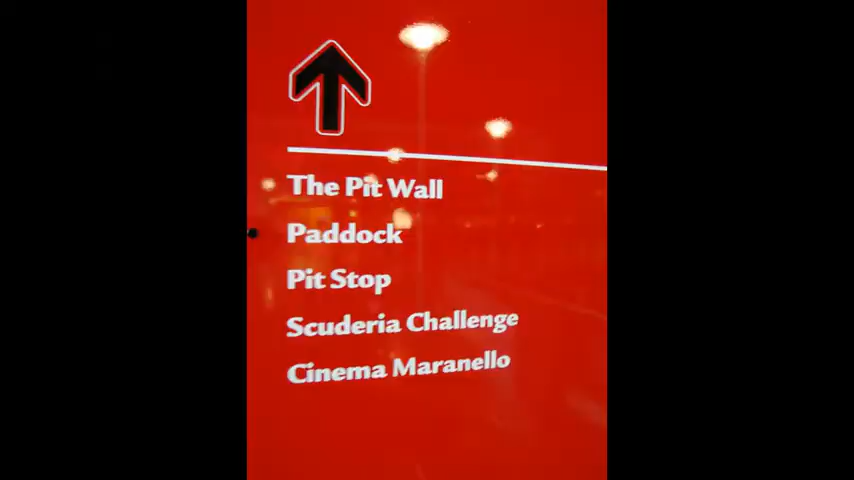 The Pit Wall
Paddock
Pit Stop
Scuderia Challenge
Cinema Maranello